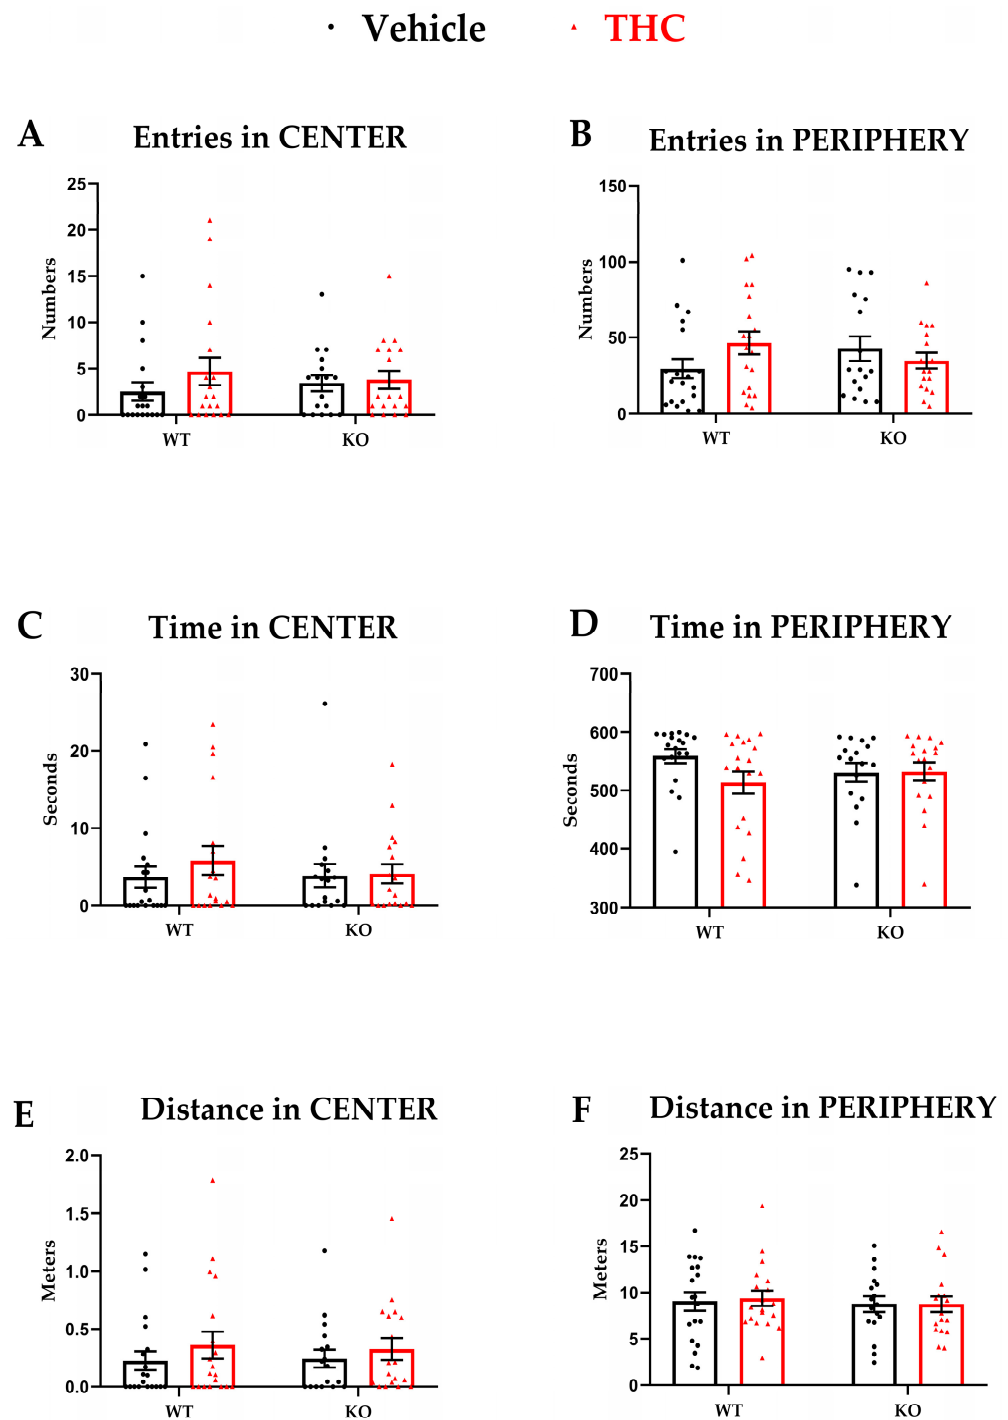 Vehicle THC
A Entries in CENTER
25
20
15
10
5
0
Numbers
WT KO
B Entries in PERIPHERY
150
100
50
0
Numbers
WT KO
C Time in CENTER
30
20
10
0
Seconds
WT KO
D Time in PERIPHERY
700
600
500
400
300
Seconds
WT KO
E Distance in CENTER
2.0
1.5
1.0
0.5
0.0
Meters
WT KO
F Distance in PERIPHERY
25
20
15
10
5
0
Meters
WT KO